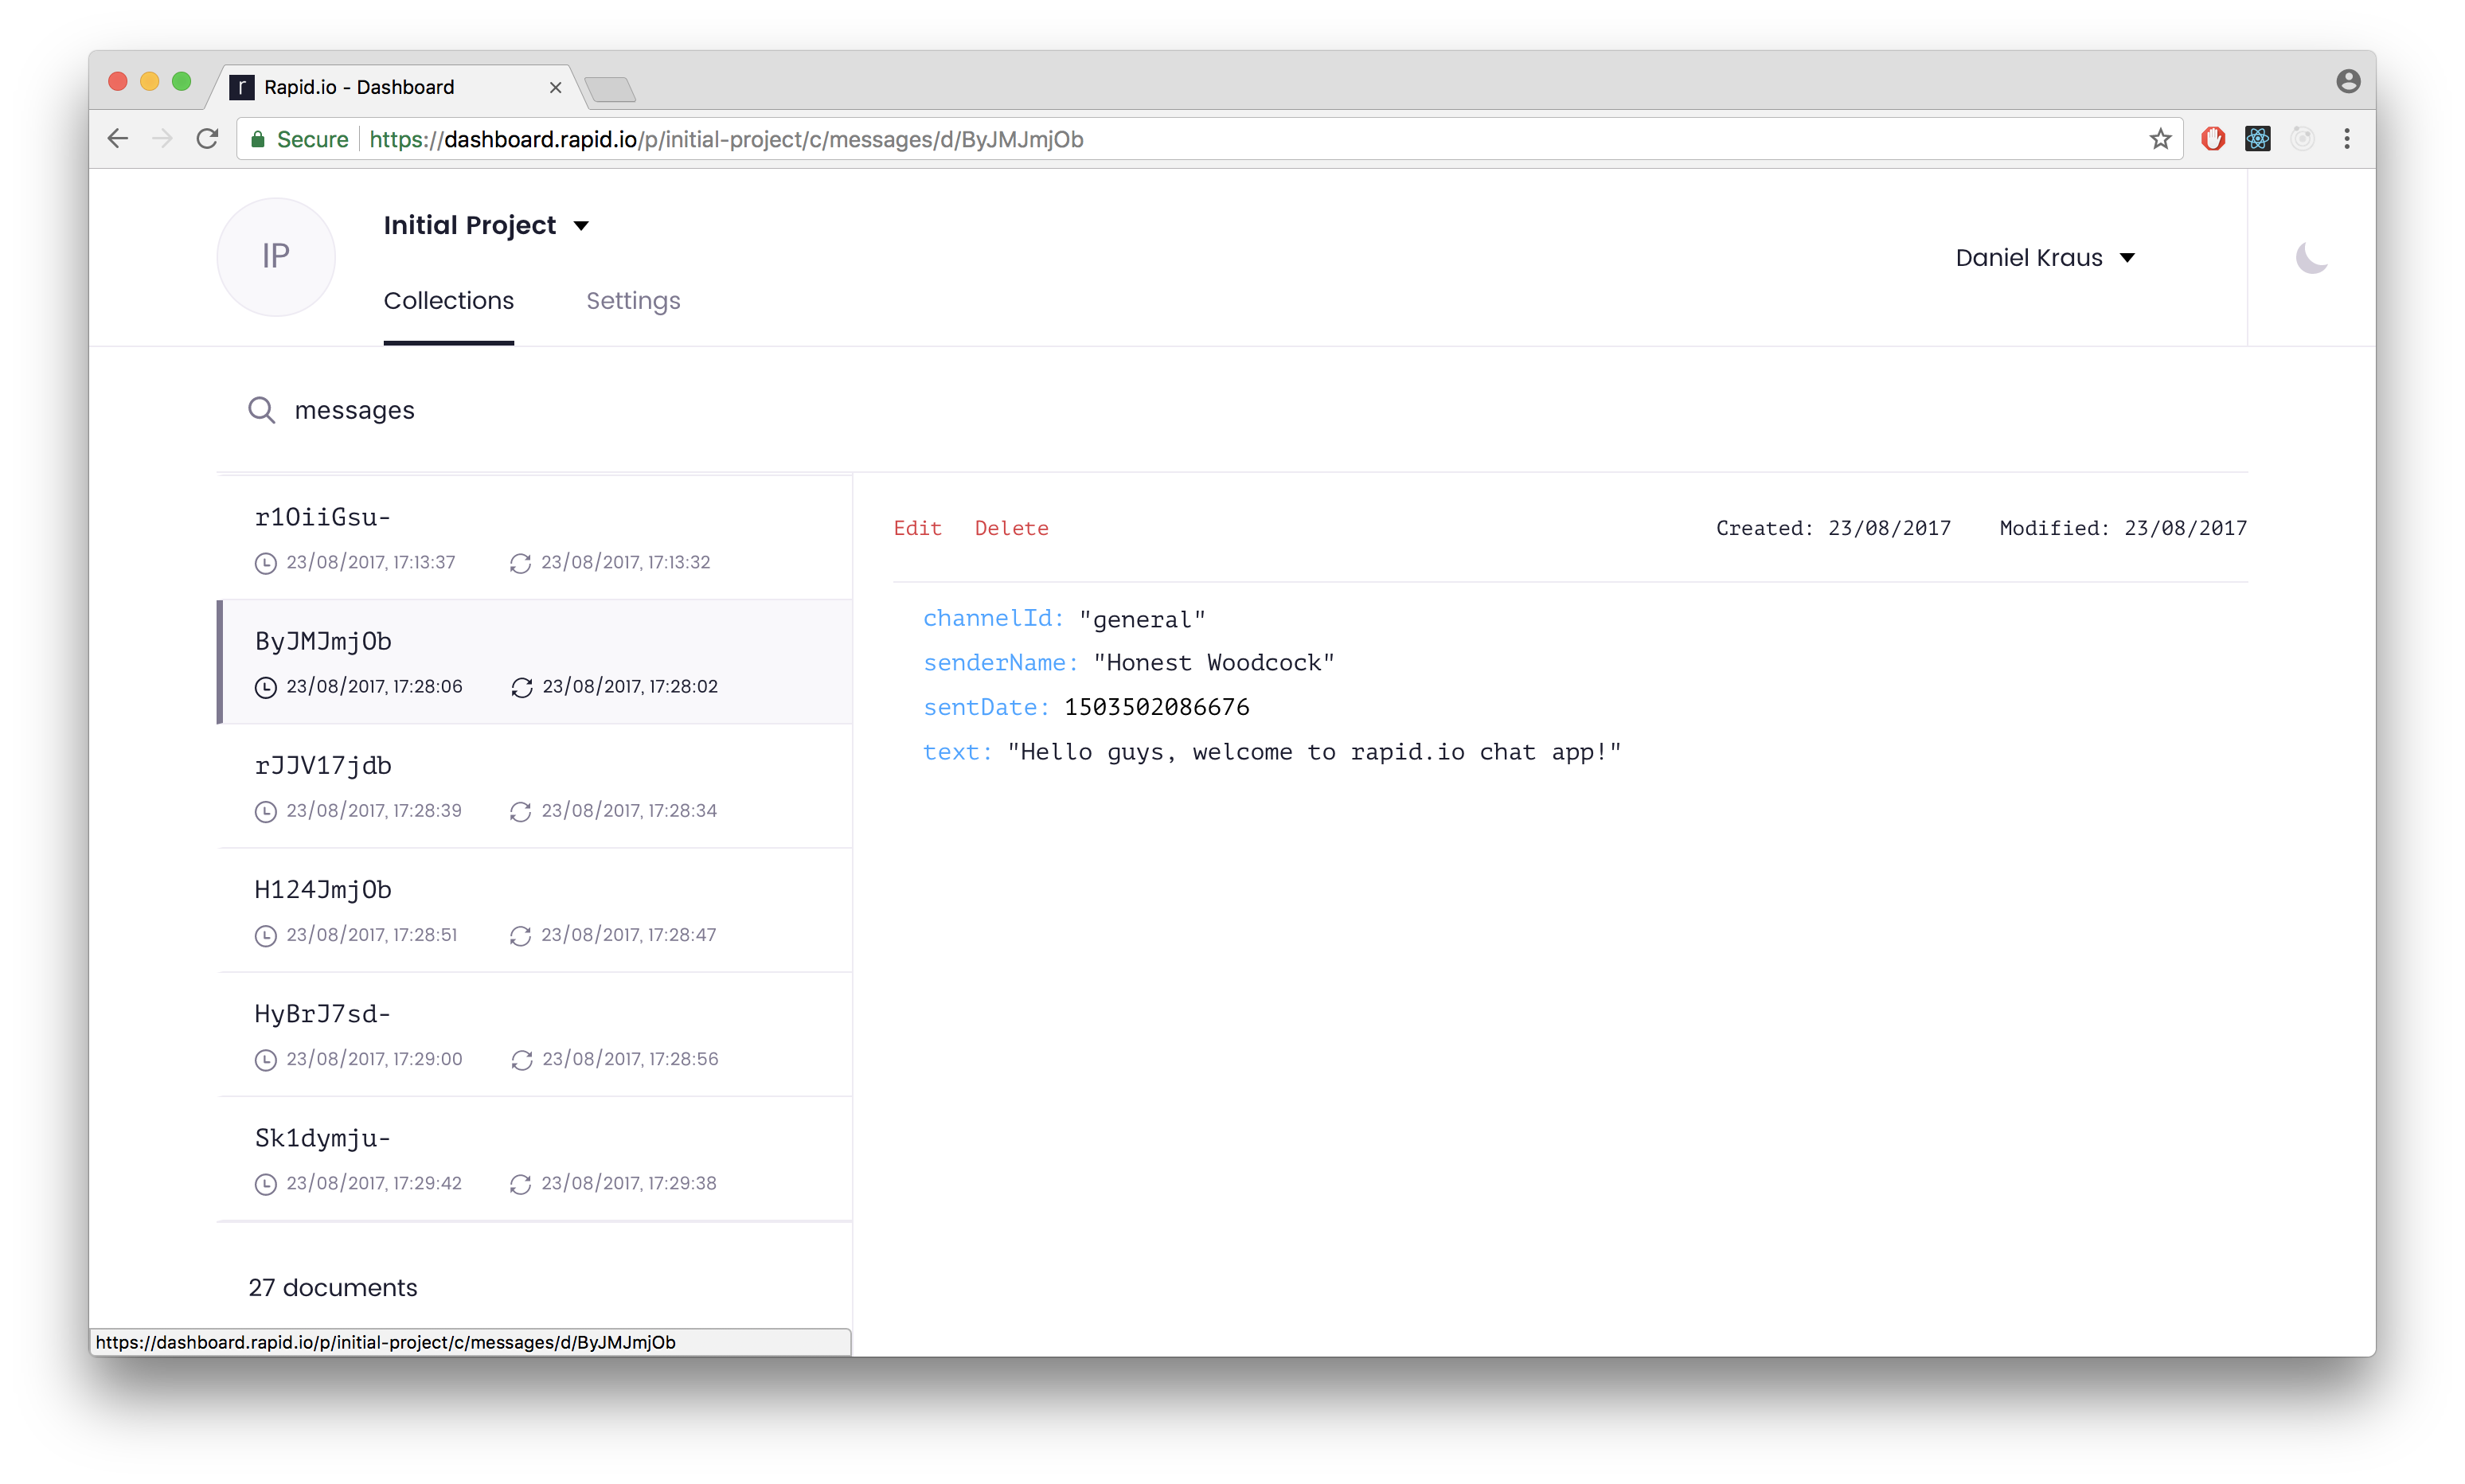 Rapid.io - Dashboard
Secure https://dashboard.rapid.io/p/initial-project/c/messages/d/ByJMJmjOb
IP
Initial Project
Daniel Kraus
Collections Settings
messages
r1OiiGsu-
23/08/2017, 17:13:37 23/08/2017, 17:13:32
ByJMJmjOb
23/08/2017, 17:28:06 23/08/2017, 17:28:02
rJJV17jdb
23/08/2017, 17:28:39 23/08/2017, 17:28:34
H124JmjOb
23/08/2017, 17:28:51 23/08/2017, 17:28:47
HyBrJ7sd-
23/08/2017, 17:29:00 23/08/2017, 17:28:56
Sk1dymju-
23/08/2017, 17:29:42 23/08/2017, 17:29:38
27 documents
Edit Delete Created: 23/08/2017 Modified: 23/08/2017
channelId: "general"
senderName: "Honest Woodcock"
sentDate: 1503502086676
text: "Hello guys, welcome to rapid.io chat app!"
https://dashboard.rapid.io/p/initial-project/c/messages/d/ByJMJmjOb